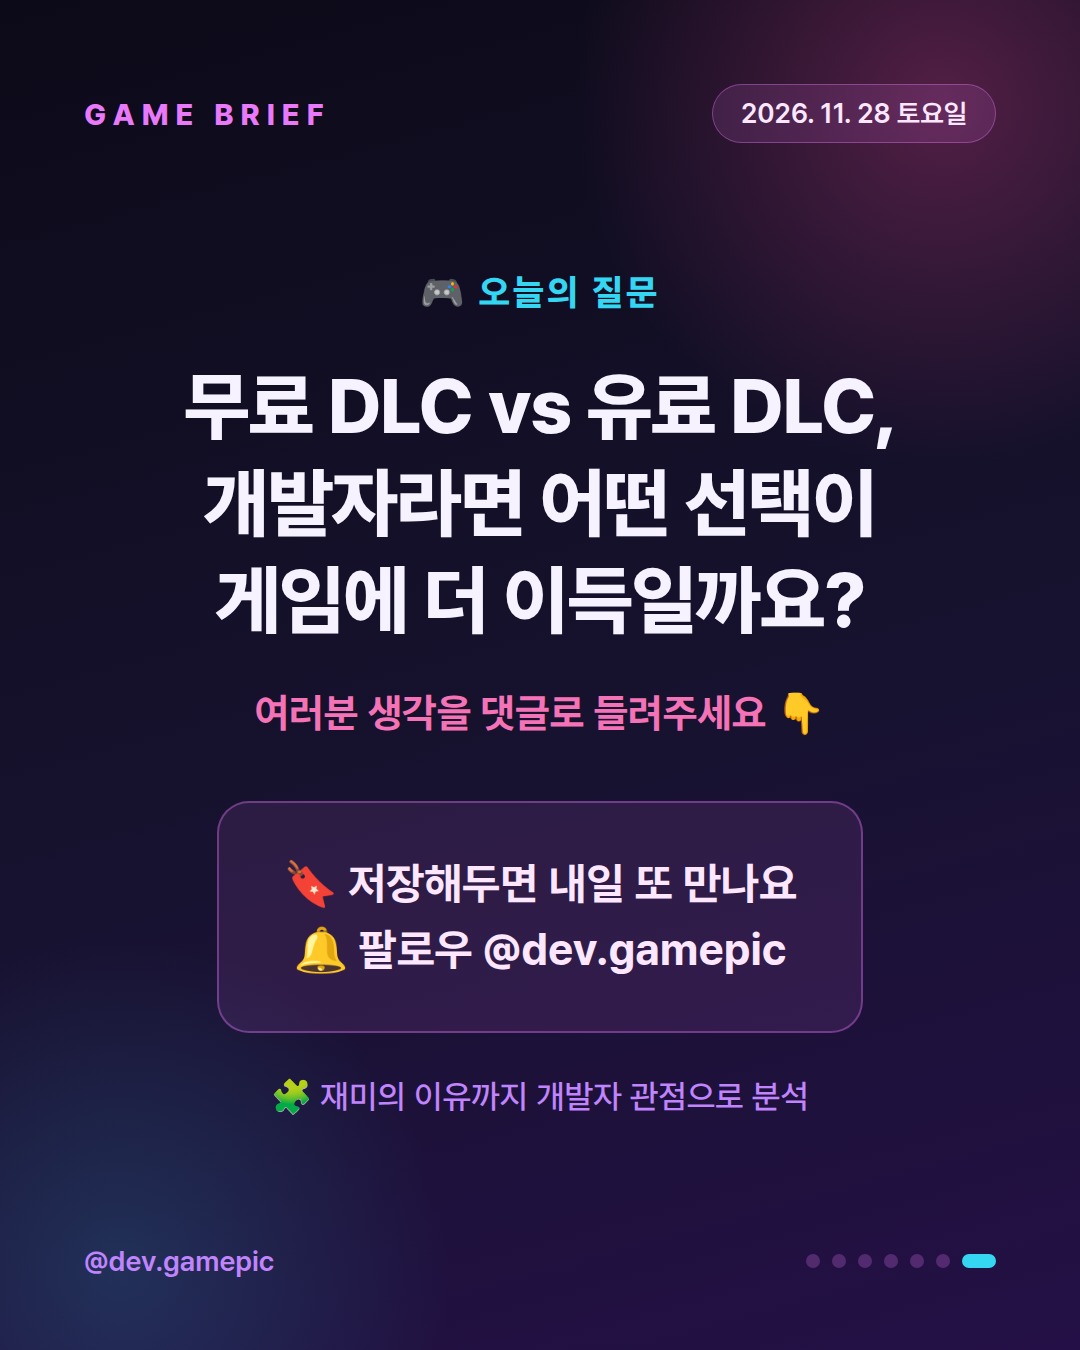 GAME BRIEF
2026. 11. 28 토요일
🎮 오늘의 질문
무료 DLC vs 유료 DLC,
개발자라면 어떤 선택이
게임에 더 이득일까요?
여러분 생각을 댓글로 들려주세요 👇
🔖 저장해두면 내일 또 만나요
🔔 팔로우 @dev.gamepic
🧩 재미의 이유까지 개발자 관점으로 분석
@dev.gamepic